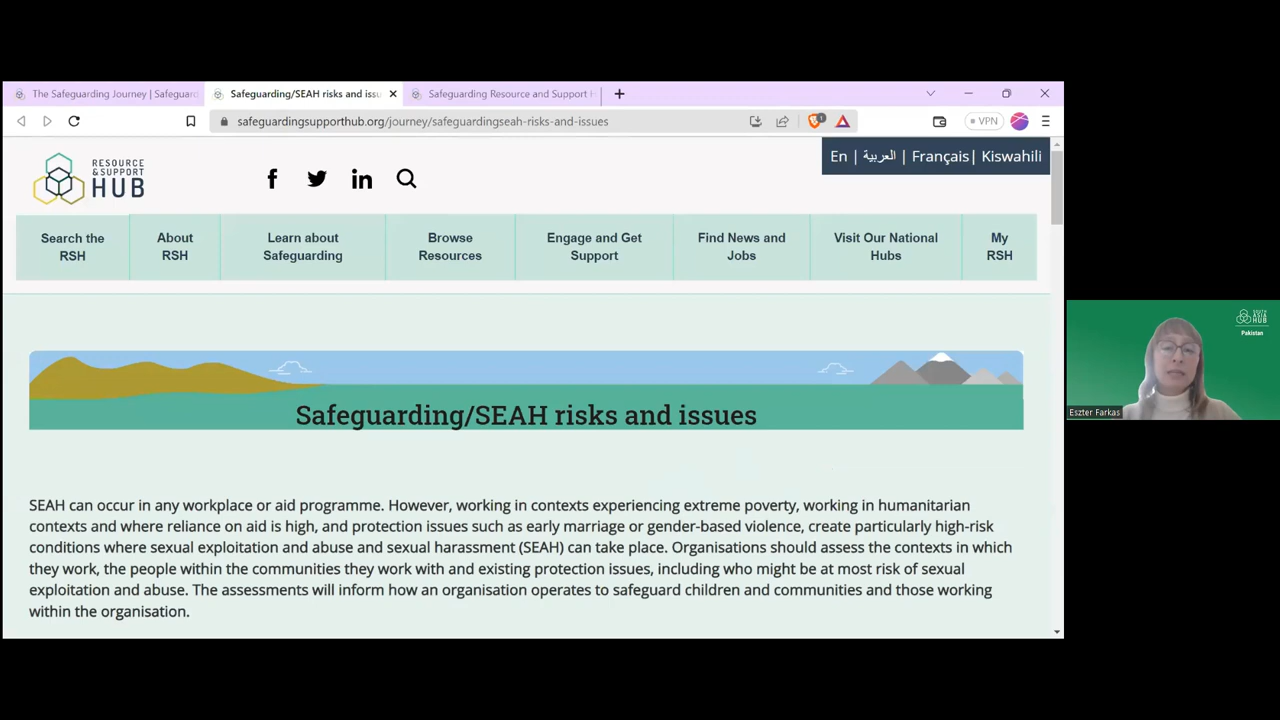 The Safeguarding Journey | Safeguard
Safeguarding/SEAH risks and issu
Safeguarding Resource and Support H
safeguardingsupporthub.org/journey/safeguardingseah-risks-and-issues
1
VPN
RESOURCE
& SUPPORT
HUB
En | العربية | Français| Kiswahili
Search the
RSH
About
RSH
Learn about
Safeguarding
Browse
Resources
Engage and Get
Support
Find News and
Jobs
Visit Our National
Hubs
My
RSH
Safeguarding/SEAH risks and issues
SEAH can occur in any workplace or aid programme. However, working in contexts experiencing extreme poverty, working in humanitarian
contexts and where reliance on aid is high, and protection issues such as early marriage or gender-based violence, create particularly high-risk
conditions where sexual exploitation and abuse and sexual harassment (SEAH) can take place. Organisations should assess the contexts in which
they work, the people within the communities they work with and existing protection issues, including who might be at most risk of sexual
exploitation and abuse. The assessments will inform how an organisation operates to safeguard children and communities and those working
within the organisation.
HUB
Pakistan
Eszter Farkas